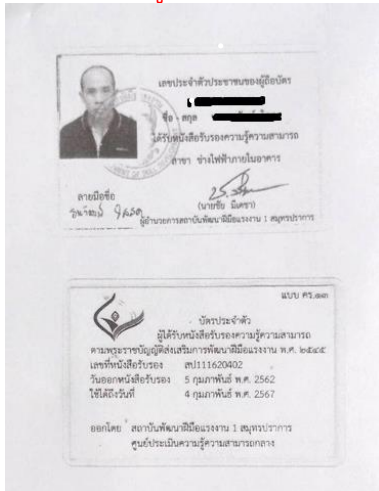 เลขประจำตัวประชาชนของผู้ถือบัตร
ชื่อ - สกุล
ได้รับหนังสือรับรองความรู้ความสามารถ
สาขา ช่างไฟฟ้าภายในอาคาร
ลายมือชื่อ
(นายชัย มีเดชา)
ผู้อำนวยการสถาบันพัฒนาฝีมือแรงงาน 1 สมุทรปราการ
แบบ คร.๑๓
บัตรประจำตัว
ผู้ได้รับหนังสือรับรองความรู้ความสามารถ
ตามพระราชบัญญัติส่งเสริมการพัฒนาฝีมือแรงงาน พ.ศ. ๒๕๔๕
เลขที่หนังสือรับรอง สป111620402
วันออกหนังสือรับรอง 5 กุมภาพันธ์ พ.ศ. 2562
ใช้ได้ถึงวันที่ 4 กุมภาพันธ์ พ.ศ. 2567
ออกโดย สถาบันพัฒนาฝีมือแรงงาน 1 สมุทรปราการ
ศูนย์ประเมินความรู้ความสามารถกลาง